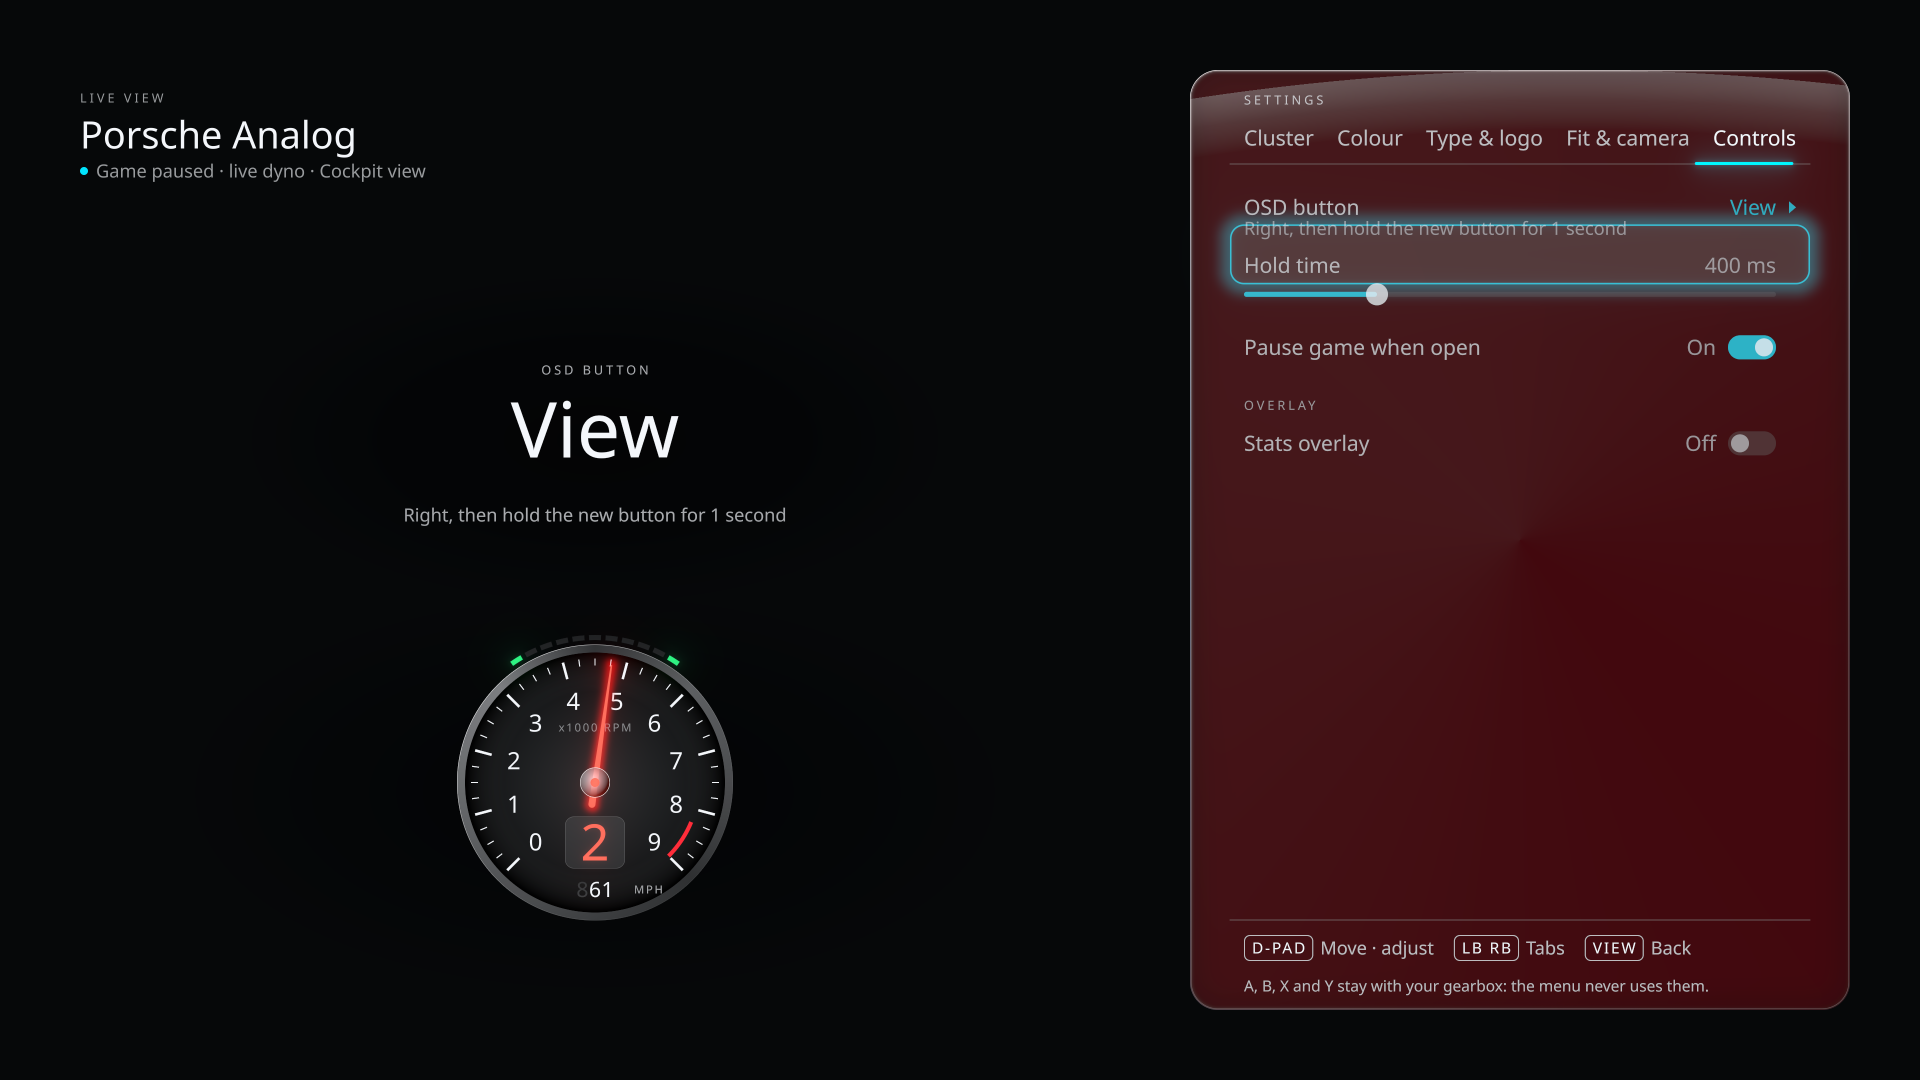 LIVE VIEW
Porsche Analog
Game paused · live dyno · Cockpit view
OSD BUTTON
View
Right, then hold the new button for 1 second
4 5
3 6
x1000 RPM
2 7
1 8
0 2 9
861 MPH
SETTINGS
Cluster Colour Type & logo Fit & camera Controls
OSD button View
Right, then hold the new button for 1 second
Hold time 400 ms
Pause game when open On
OVERLAY
Stats overlay Off
D-PAD Move · adjust LB RB Tabs VIEW Back
A, B, X and Y stay with your gearbox: the menu never uses them.